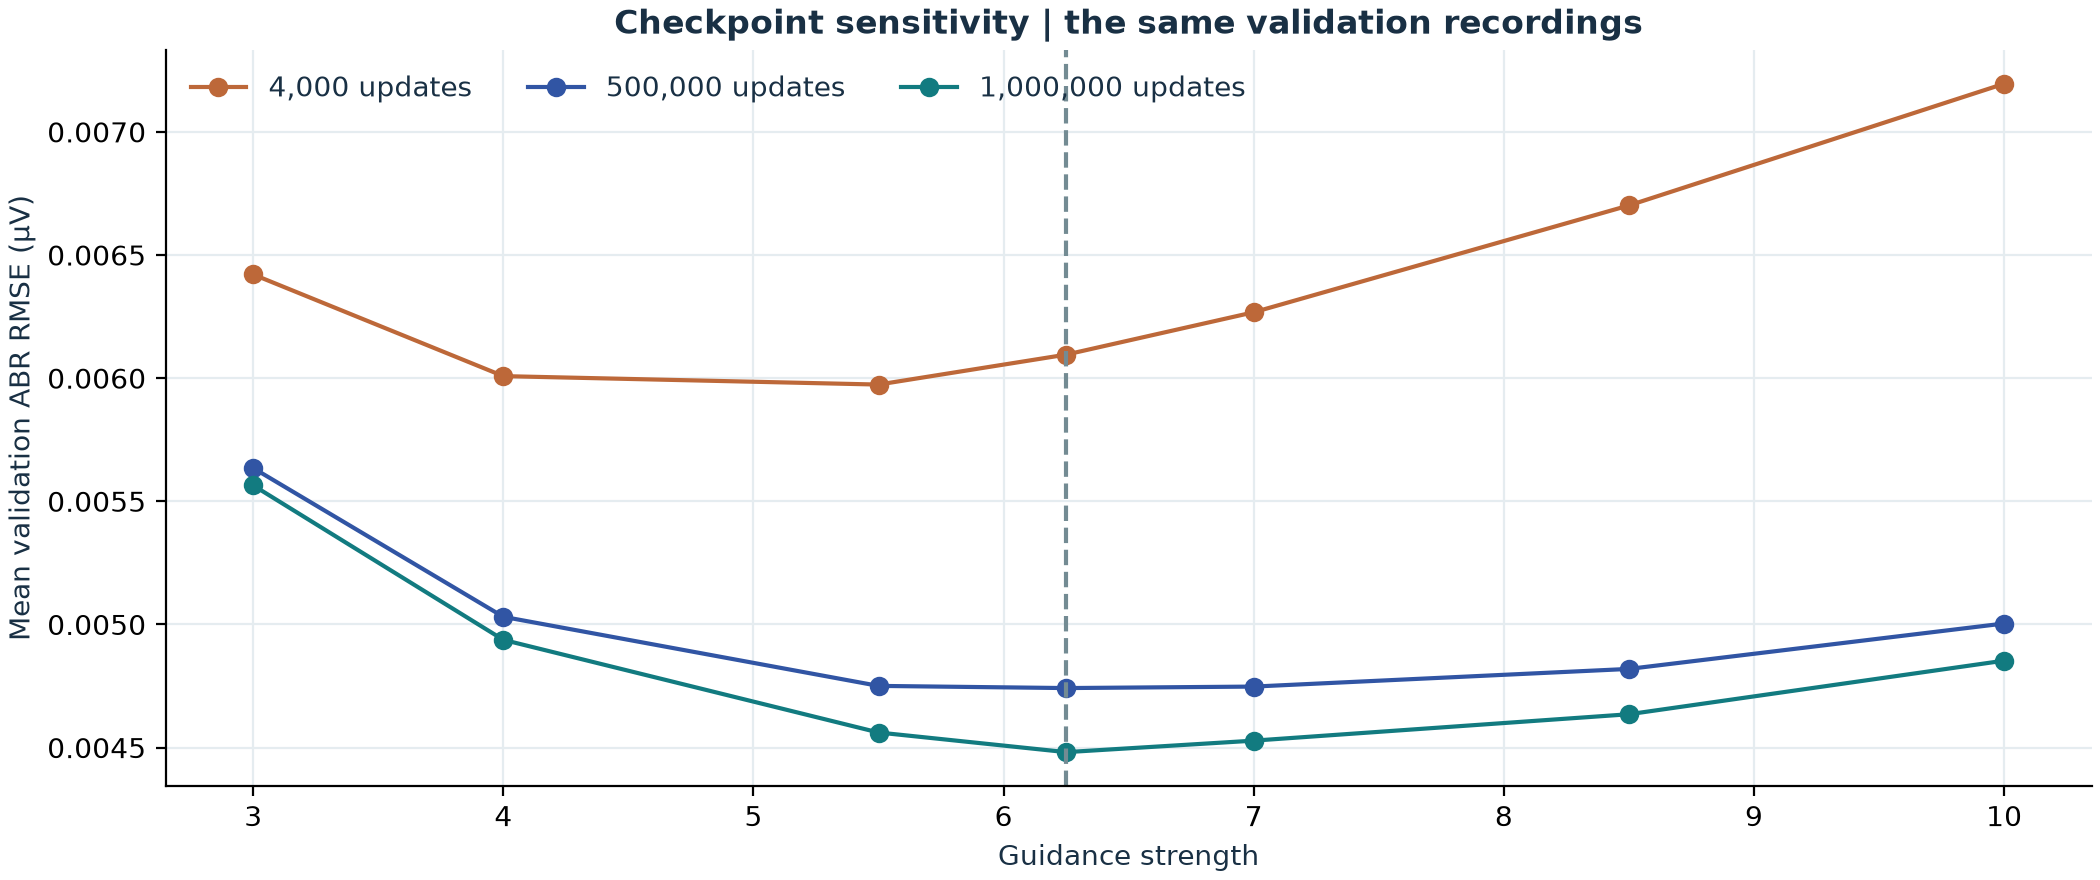 Checkpoint sensitivity | the same validation recordings
4,000 updates
500,000 updates
1,000,000 updates
Mean validation ABR RMSE (µV)
0.0070
0.0065
0.0060
0.0055
0.0050
0.0045
3 4 5 6 7 8 9 10
Guidance strength